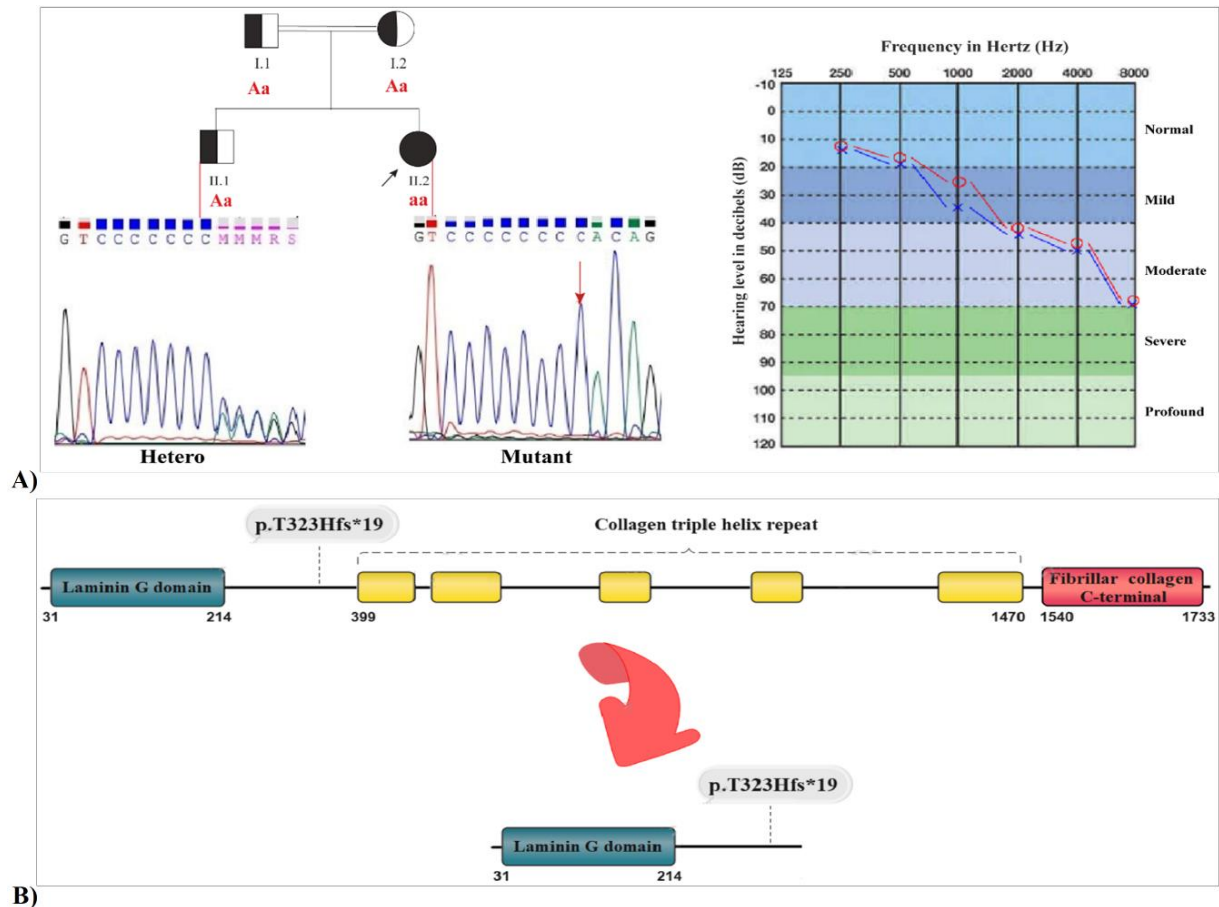 I.1
I.2
Aa
Aa
II.1
II.2
Aa
aa
G T C C C C C C C M M M R S
G T C C C C C C C C A C A G
Hetero
Mutant
Frequency in Hertz (Hz)
125 250 500 1000 2000 4000 8000
Hearing level in decibels (dB)
-10
0
10
20
30
40
50
60
70
80
90
100
110
120
Normal
Mild
Moderate
Severe
Profound
A)
p.T323Hfs*19
Collagen triple helix repeat
Laminin G domain
Fibrillar collagen
C-terminal
31 214 399 1470 1540 1733
p.T323Hfs*19
Laminin G domain
31 214
B)